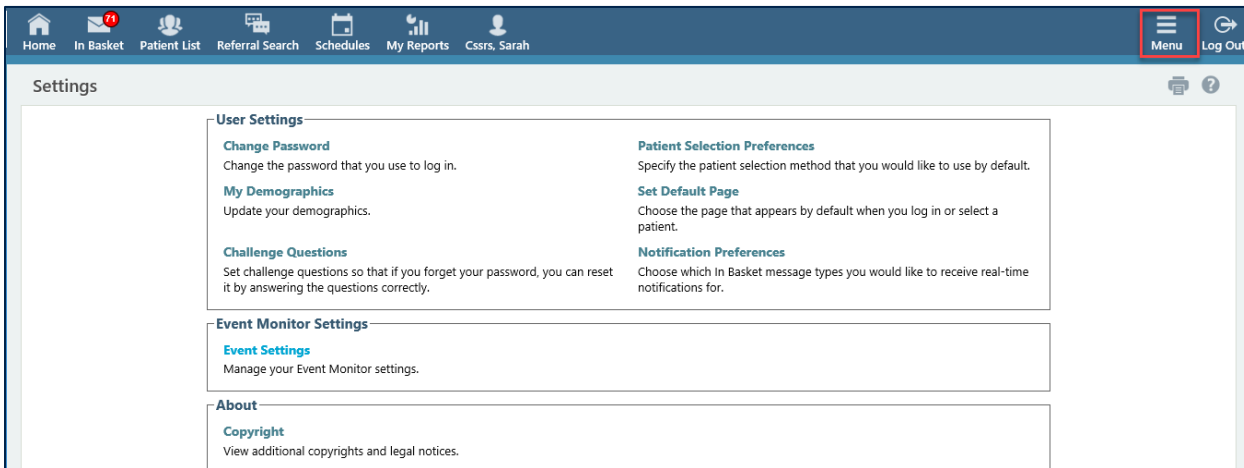 71
Home In Basket Patient List Referral Search Schedules My Reports Cssrs, Sarah Menu Log Out
Settings
?
User Settings
Change Password
Change the password that you use to log in.
Patient Selection Preferences
Specify the patient selection method that you would like to use by default.
My Demographics
Update your demographics.
Set Default Page
Choose the page that appears by default when you log in or select a
patient.
Challenge Questions
Set challenge questions so that if you forget your password, you can reset
it by answering the questions correctly.
Notification Preferences
Choose which In Basket message types you would like to receive real-time
notifications for.
Event Monitor Settings
Event Settings
Manage your Event Monitor settings.
About
Copyright
View additional copyrights and legal notices.